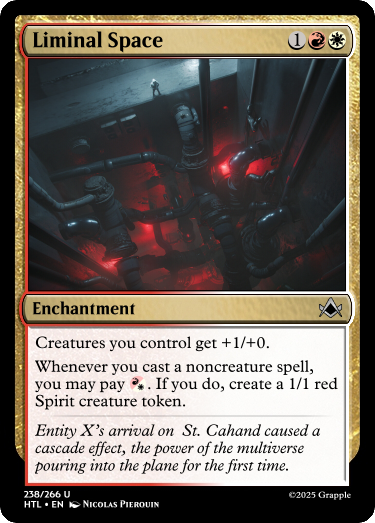 Liminal Space 1
Enchantment
Creatures you control get +1/+0.
Whenever you cast a noncreature spell,
you may pay . If you do, create a 1/1 red
Spirit creature token.
Entity X's arrival on St. Cahand caused a
cascade effect, the power of the multiverse
pouring into the plane for the first time.
238/266 U
HTL • EN Nicolas Pierquin
©2025 Grapple